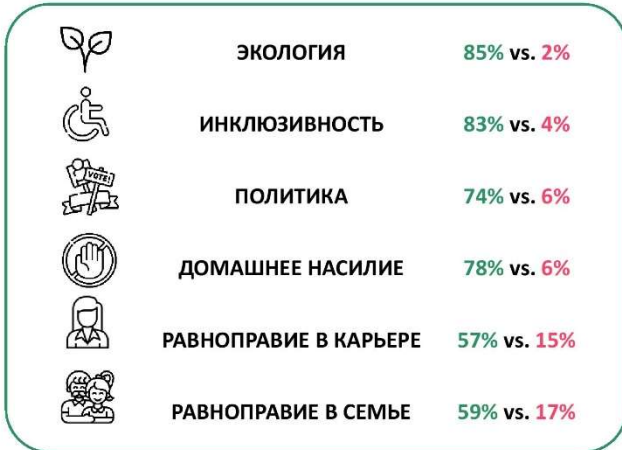 ЭКОЛОГИЯ 85% vs. 2%
ИНКЛЮЗИВНОСТЬ 83% vs. 4%
VOTE!
ПОЛИТИКА 74% vs. 6%
ДОМАШНЕЕ НАСИЛИЕ 78% vs. 6%
РАВНОПРАВИЕ В КАРЬЕРЕ 57% vs. 15%
РАВНОПРАВИЕ В СЕМЬЕ 59% vs. 17%